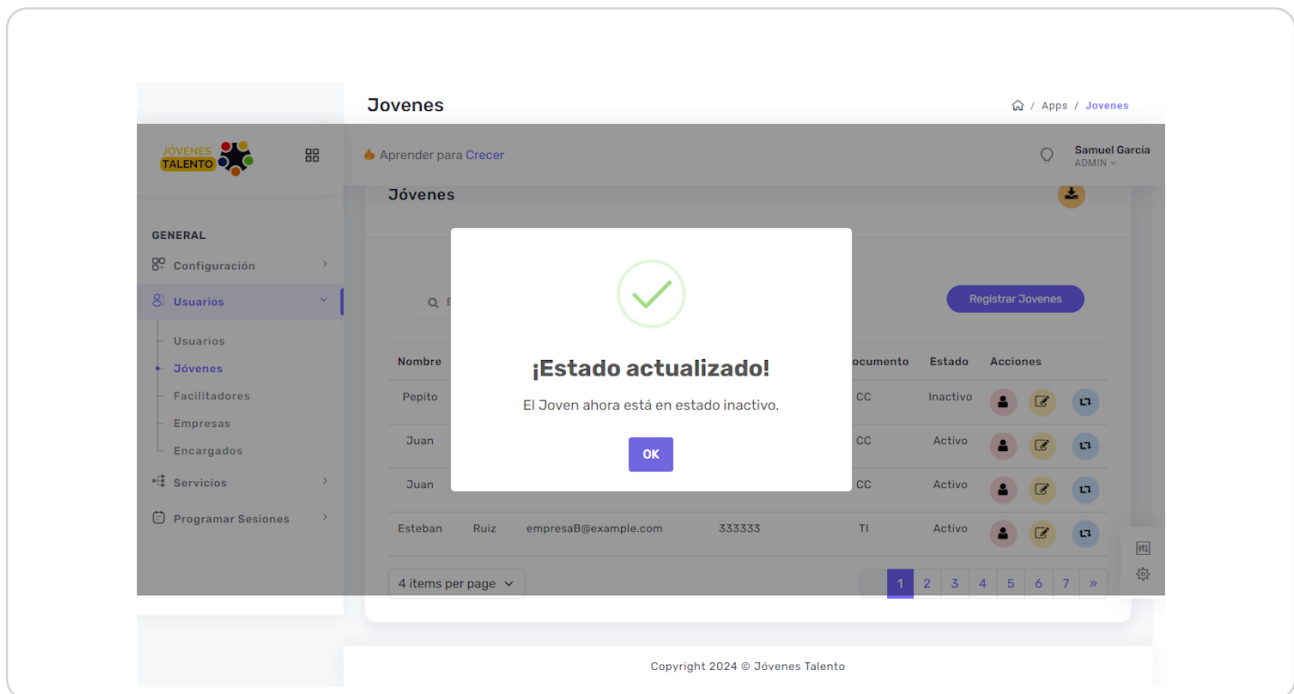 Jovenes
/ Apps / Jovenes
JÓVENES
TALENTO
Aprender para Crecer
Samuel Garcia
ADMIN
Jóvenes
GENERAL
Configuración
Usuarios
Usuarios
Jóvenes
Facilitadores
Empresas
Encargados
Servicios
Programar Sesiones
Registrar Jovenes
¡Estado actualizado!
El Joven ahora está en estado inactivo.
OK
Nombre Estado Acciones
Pepito CC Inactivo
Juan CC Activo
Juan CC Activo
Esteban Ruiz empresaB@example.com 333333 TI Activo
4 items per page
1 2 3 4 5 6 7 »
Copyright 2024 © Jóvenes Talento